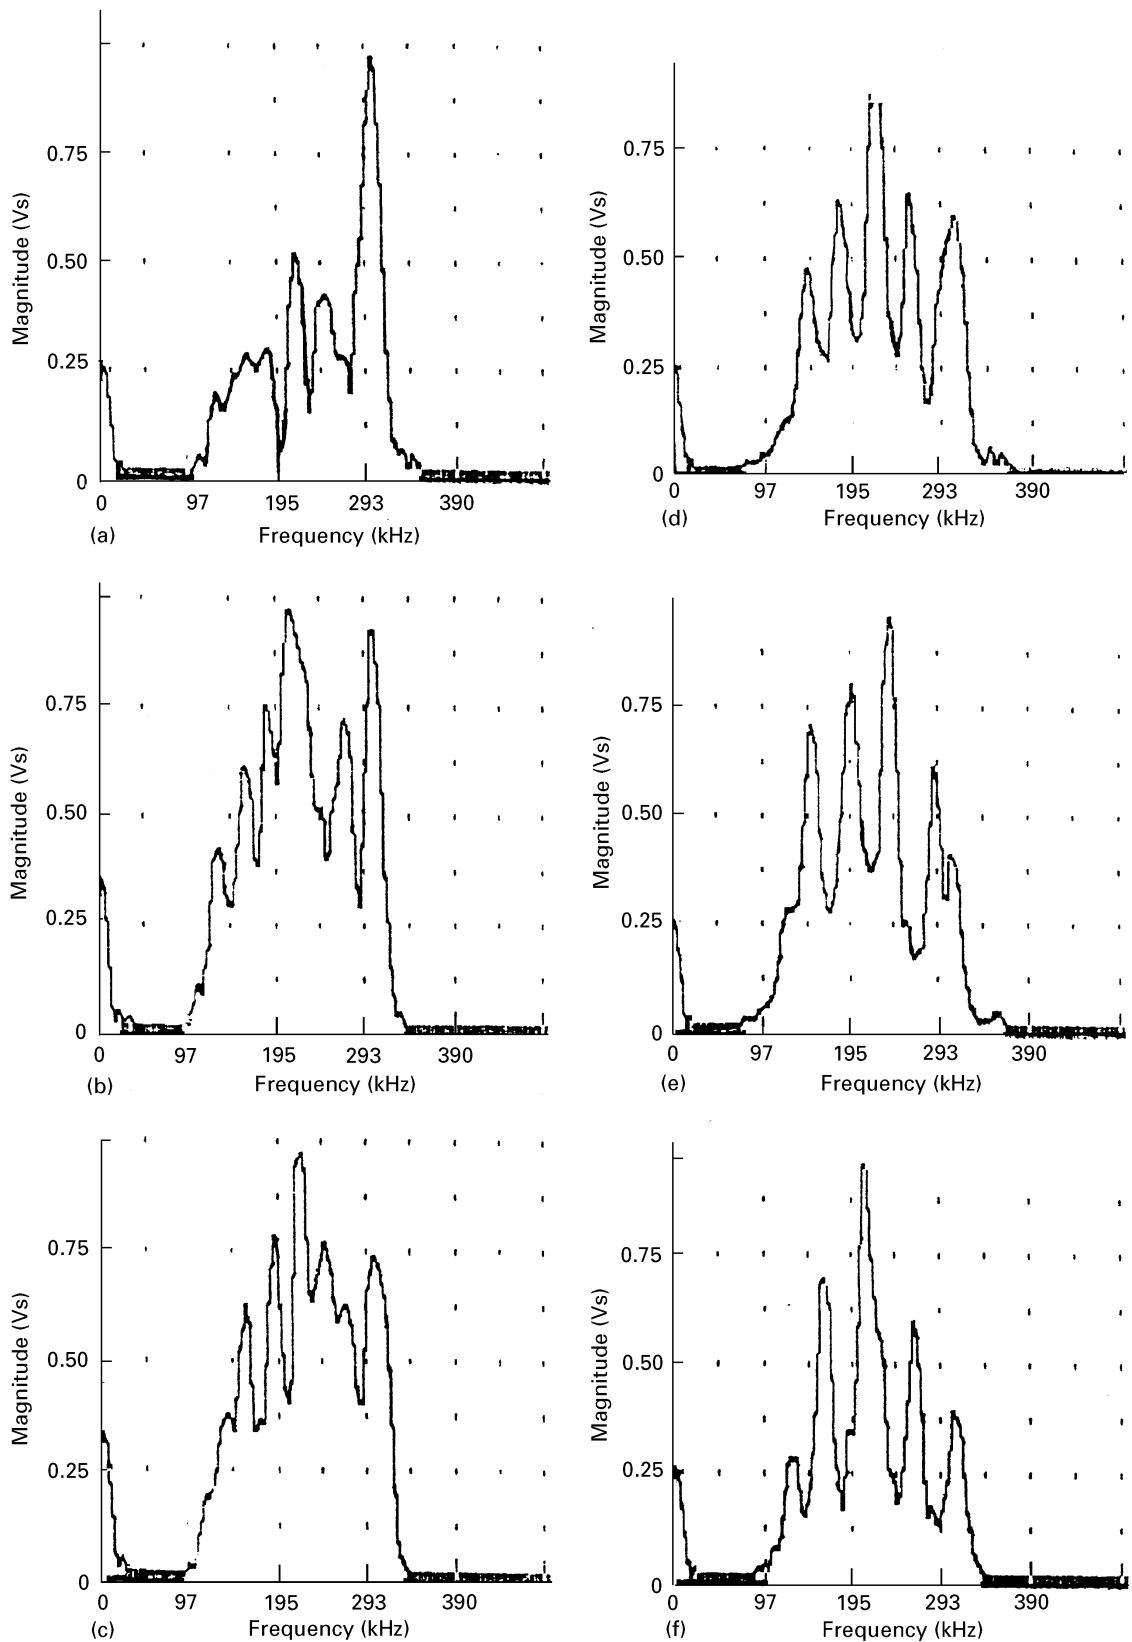 Magnitude (Vs)
0.75
0.50
0.25
0
0 97 195 293 390
(a) Frequency (kHz)
Magnitude (Vs)
0.75
0.50
0.25
0
0 97 195 293 390
(d) Frequency (kHz)
Magnitude (Vs)
0.75
0.50
0.25
0
0 97 195 293 390
(b) Frequency (kHz)
Magnitude (Vs)
0.75
0.50
0.25
0
0 97 195 293 390
(e) Frequency (kHz)
Magnitude (Vs)
0.75
0.50
0.25
0
0 97 195 293 390
(c) Frequency (kHz)
Magnitude (Vs)
0.75
0.50
0.25
0
0 97 195 293 390
(f) Frequency (kHz)